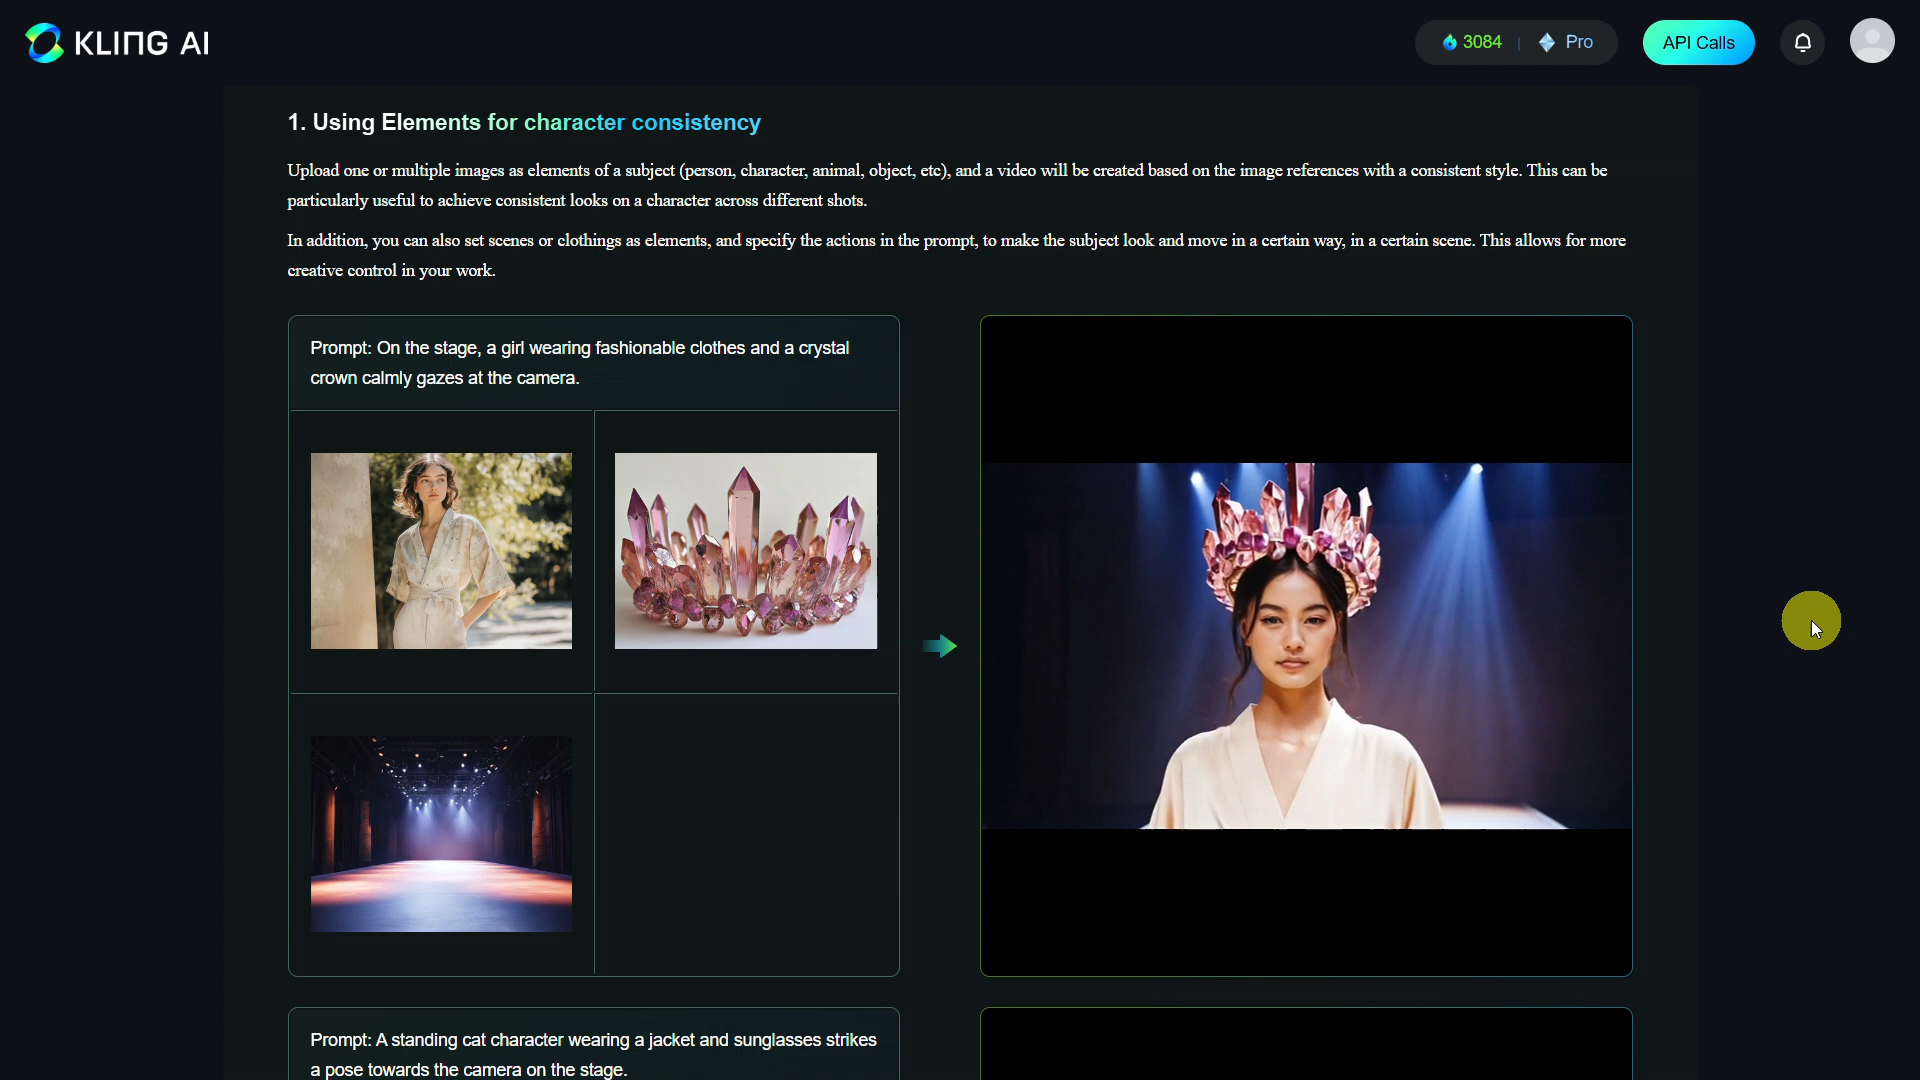 KLING AI
3084 | Pro
API Calls
1. Using Elements for character consistency
Upload one or multiple images as elements of a subject (person, character, animal, object, etc), and a video will be created based on the image references with a consistent style. This can be
particularly useful to achieve consistent looks on a character across different shots.
In addition, you can also set scenes or clothings as elements, and specify the actions in the prompt, to make the subject look and move in a certain way, in a certain scene. This allows for more
creative control in your work.
Prompt: On the stage, a girl wearing fashionable clothes and a crystal
crown calmly gazes at the camera.
Prompt: A standing cat character wearing a jacket and sunglasses strikes
a pose towards the camera on the stage.